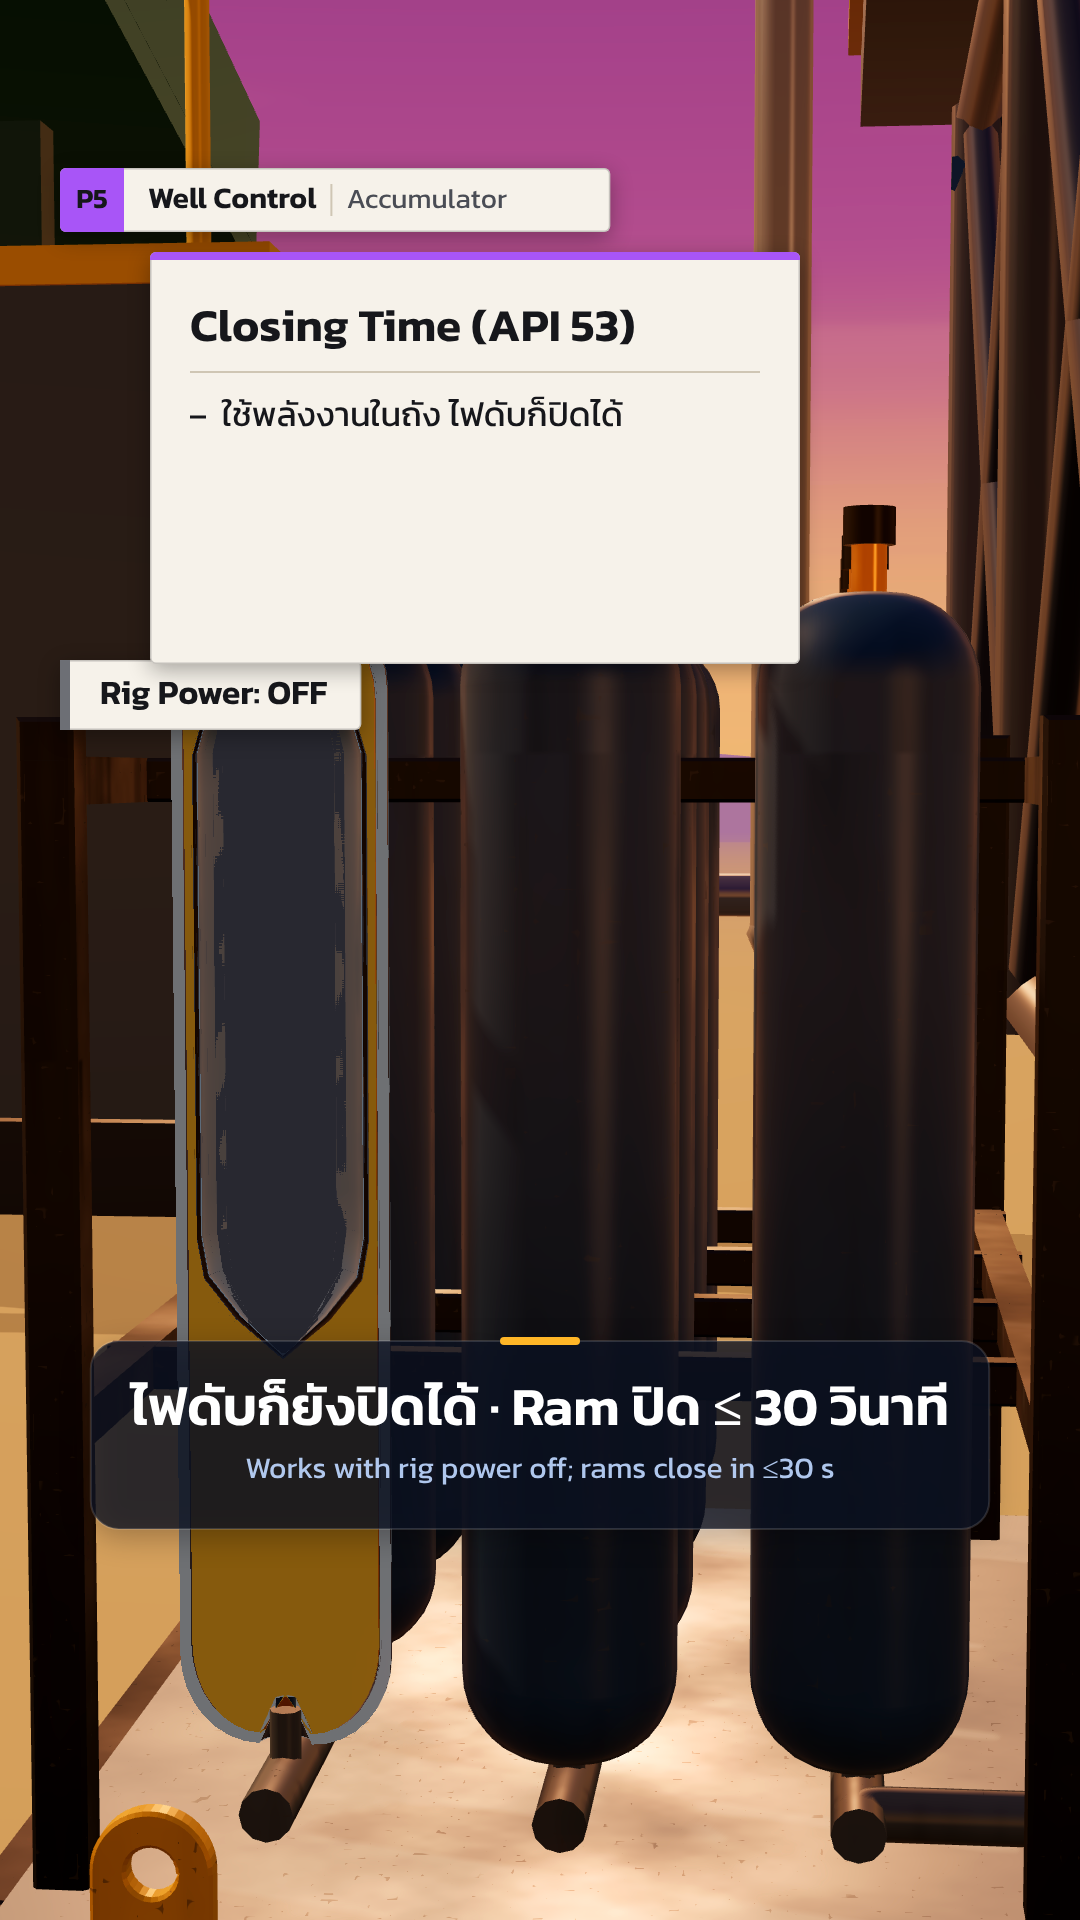 P5 Well Control | Accumulator
Closing Time (API 53)
– ใช้พลังงานในถัง ไฟดับก็ปิดได้
Rig Power: OFF
ไฟดับก็ยังปิดได้ · Ram ปิด ≤ 30 วินาที
Works with rig power off; rams close in ≤30 s